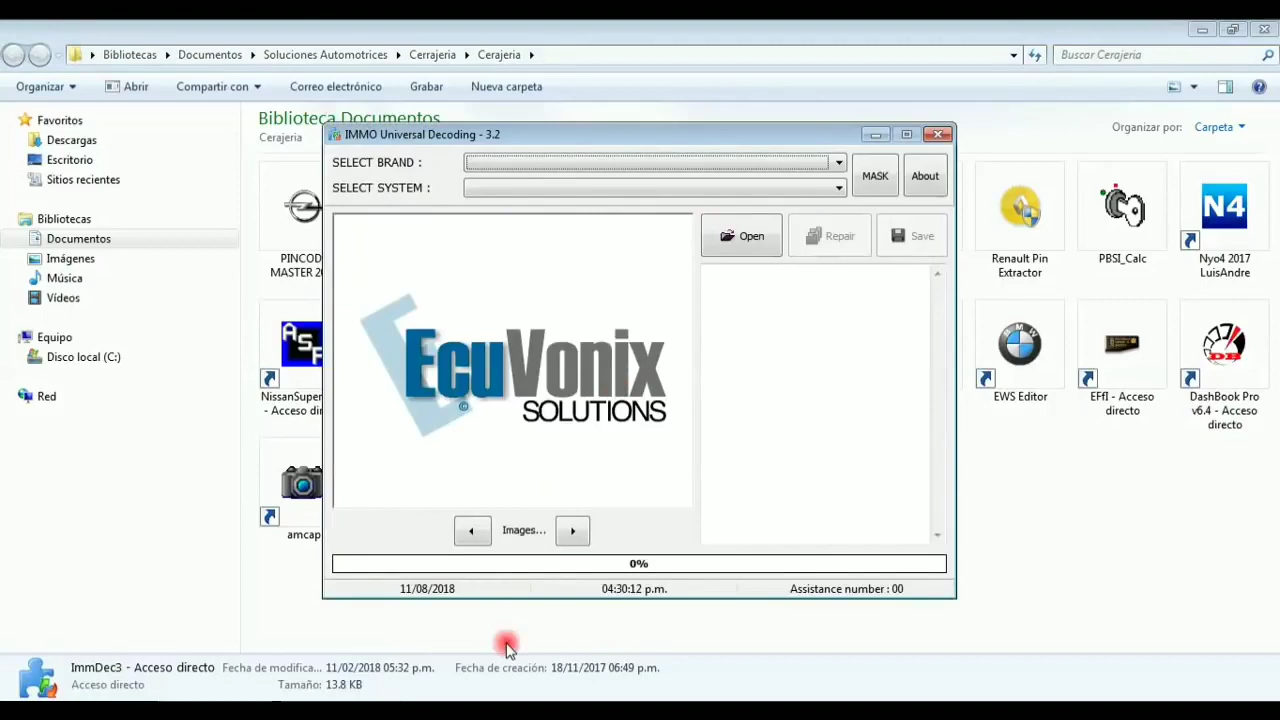 Bibliotecas Documentos Soluciones Automotrices Cerrajeria Cerajeria
Buscar Cerajeria
Organizar Abrir Compartir con Correo electrónico Grabar Nueva carpeta
Favoritos
Descargas
Escritorio
Sitios recientes
Bibliotecas
Documentos
Imágenes
Música
Vídeos
Equipo
Disco local (C:)
Red
Biblioteca Documentos
Cerajeria
Organizar por: Carpeta
PINCOD
MASTER 20
ASF
NissanSuper
- Acceso dir
amcap
IMMO Universal Decoding - 3.2
SELECT BRAND :
SELECT SYSTEM :
MASK
About
Open
Repair
Save
EcuVonix
SOLUTIONS
Images...
0%
11/08/2018
04:30:12 p.m.
Assistance number : 00
Renault Pin
Extractor
PBSI_Calc
N4
Nyo4 2017
LuisAndre
BMW
EWS Editor
EFfI - Acceso
directo
DashBook Pro
v6.4 - Acceso
directo
ImmDec3 - Acceso directo Fecha de modifica... 11/02/2018 05:32 p.m. Fecha de creación: 18/11/2017 06:49 p.m.
Acceso directo Tamaño: 13.8 KB